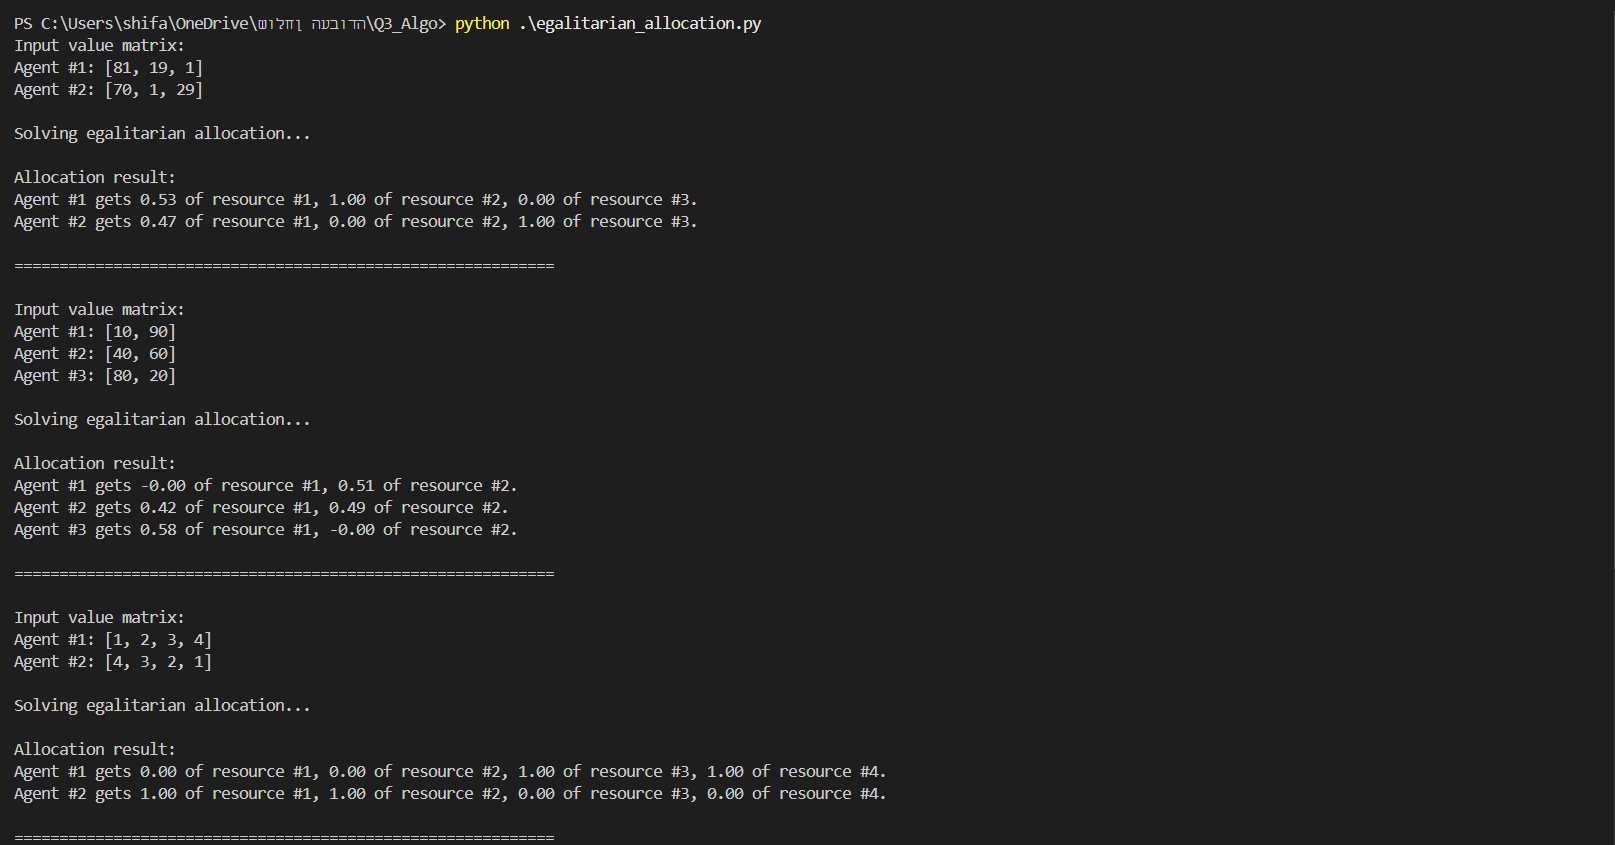 PS C:\Users\shifa\OneDrive\שולחן העבודה\Q3_Algo> python .\egalitarian_allocation.py
Input value matrix:
Agent #1: [81, 19, 1]
Agent #2: [70, 1, 29]
Solving egalitarian allocation...
Allocation result:
Agent #1 gets 0.53 of resource #1, 1.00 of resource #2, 0.00 of resource #3.
Agent #2 gets 0.47 of resource #1, 0.00 of resource #2, 1.00 of resource #3.
============================================================
Input value matrix:
Agent #1: [10, 90]
Agent #2: [40, 60]
Agent #3: [80, 20]
Solving egalitarian allocation...
Allocation result:
Agent #1 gets -0.00 of resource #1, 0.51 of resource #2.
Agent #2 gets 0.42 of resource #1, 0.49 of resource #2.
Agent #3 gets 0.58 of resource #1, -0.00 of resource #2.
============================================================
Input value matrix:
Agent #1: [1, 2, 3, 4]
Agent #2: [4, 3, 2, 1]
Solving egalitarian allocation...
Allocation result:
Agent #1 gets 0.00 of resource #1, 0.00 of resource #2, 1.00 of resource #3, 1.00 of resource #4.
Agent #2 gets 1.00 of resource #1, 1.00 of resource #2, 0.00 of resource #3, 0.00 of resource #4.
============================================================